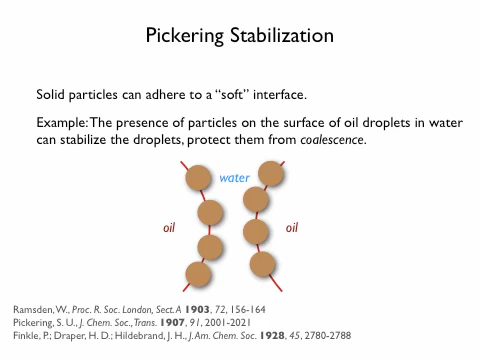 Pickering Stabilization
Solid particles can adhere to a “soft” interface.
Example: The presence of particles on the surface of oil droplets in water
can stabilize the droplets, protect them from coalescence.
water
oil
oil
Ramsden, W., Proc. R. Soc. London, Sect. A 1903, 72, 156-164
Pickering, S. U., J. Chem. Soc., Trans. 1907, 91, 2001-2021
Finkle, P.; Draper, H. D.; Hildebrand, J. H., J. Am. Chem. Soc. 1928, 45, 2780-2788